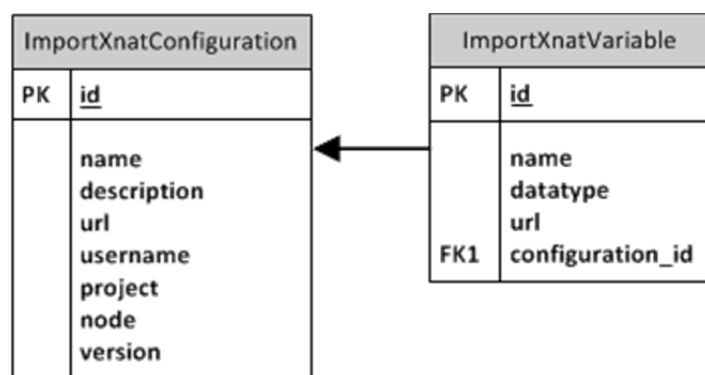 ImportXnatConfiguration
PK id
name
description
url
username
project
node
version
ImportXnatVariable
PK id
name
datatype
url
FK1 configuration_id